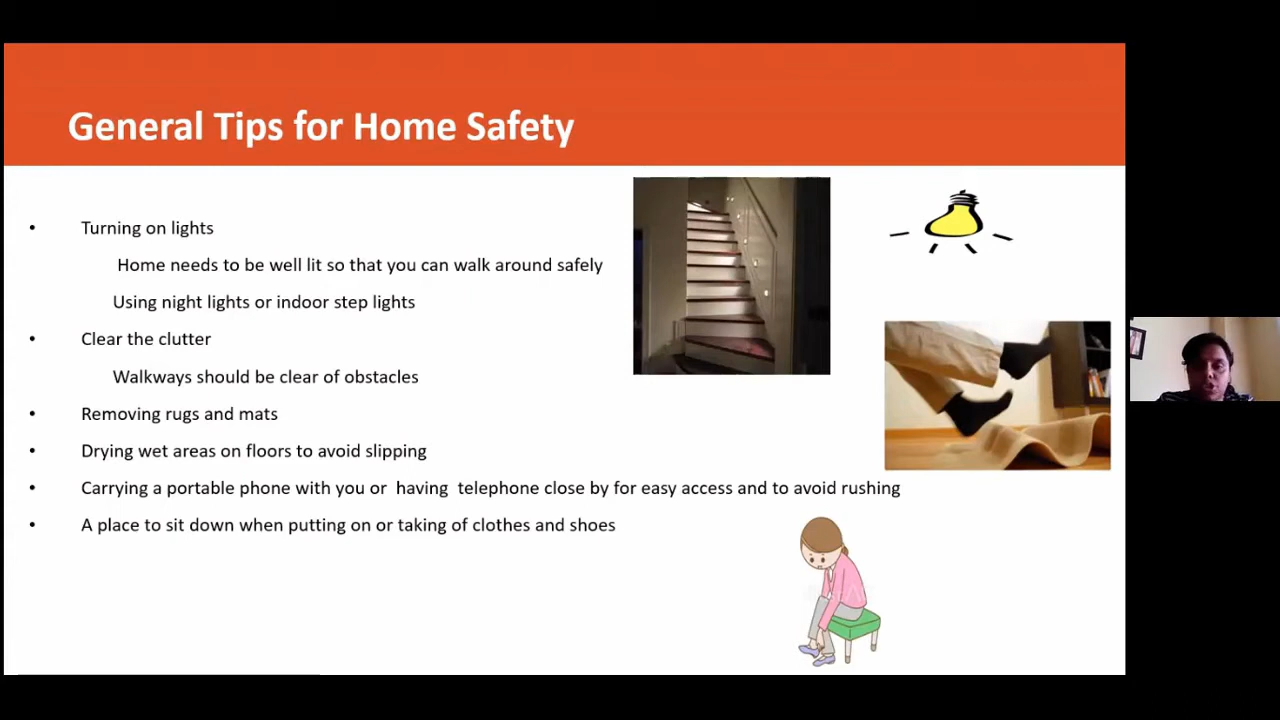 General Tips for Home Safety
• Turning on lights
Home needs to be well lit so that you can walk around safely
Using night lights or indoor step lights
• Clear the clutter
Walkways should be clear of obstacles
• Removing rugs and mats
• Drying wet areas on floors to avoid slipping
• Carrying a portable phone with you or  having  telephone close by for easy access and to avoid rushing
• A place to sit down when putting on or taking of clothes and shoes